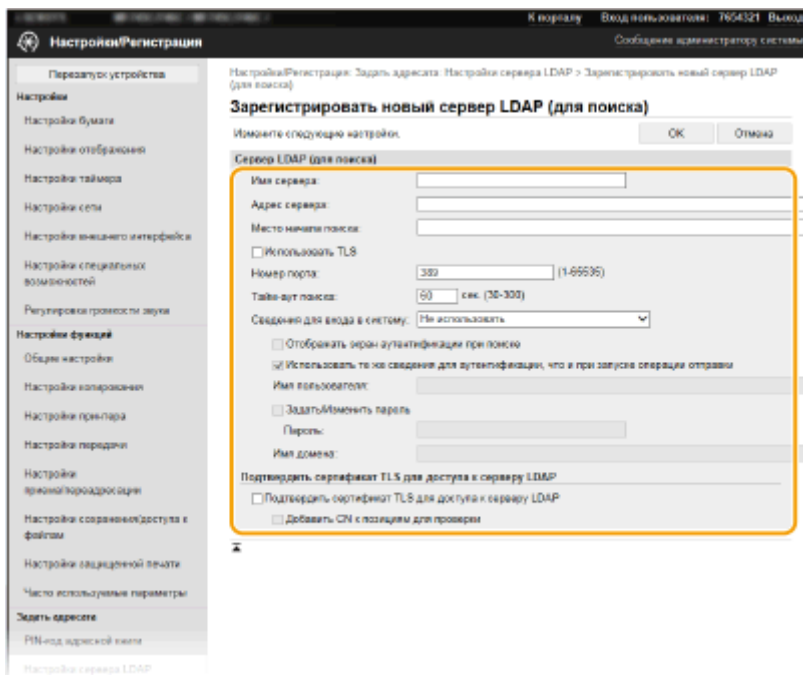 К порталу Вход пользователя: 7654321 Выход
Настройки/Регистрация
Сообщение администратору системы
Перезапуск устройства
Настройки
Настройки бумаги
Настройки отображения
Настройки таймера
Настройки сети
Настройки внешнего интерфейса
Настройки специальных
возможностей
Регулировка громкости звука
Настройки функций
Общие настройки
Настройки копирования
Настройки принтера
Настройки передачи
Настройки
приема/переадресации
Настройки сохранения/доступа к
файлам
Настройки защищенной печати
Часто используемые параметры
Задать адресата
PIN-код адресной книги
Настройки сервера LDAP
Настройки/Регистрация: Задать адресата: Настройки сервера LDAP > Зарегистрировать новый сервер LDAP
(для поиска)
Зарегистрировать новый сервер LDAP (для поиска)
Измените следующие настройки.
OK Отмена
Сервер LDAP (для поиска)
Имя сервера:
Адрес сервера:
Место начала поиска:
Использовать TLS
Номер порта: 389 (1-65535)
Тайм-аут поиска: 60 сек. (30-300)
Сведения для входа в систему: Не использовать
Отображать экран аутентификации при поиске
Использовать те же сведения для аутентификации, что и при запуске операции отправки
Имя пользователя:
Задать/Изменить пароль
Пароль:
Имя домена:
Подтвердить сертификат TLS для доступа к серверу LDAP
Подтвердить сертификат TLS для доступа к серверу LDAP
Добавить CN к позициям для проверки